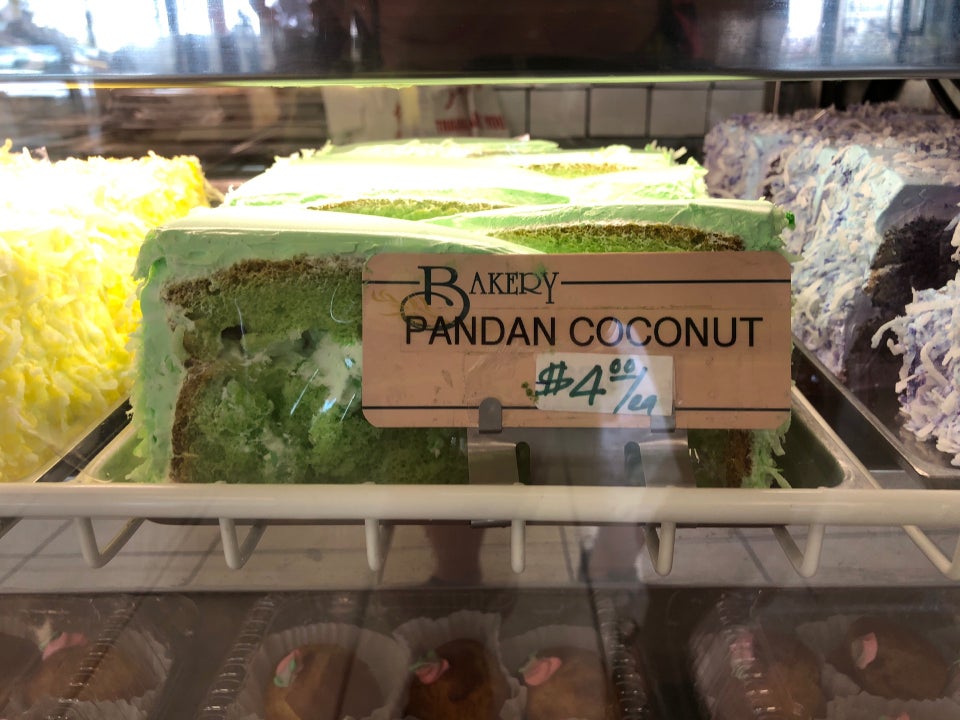 BAKERY
PANDAN COCONUT
$4.00/ea